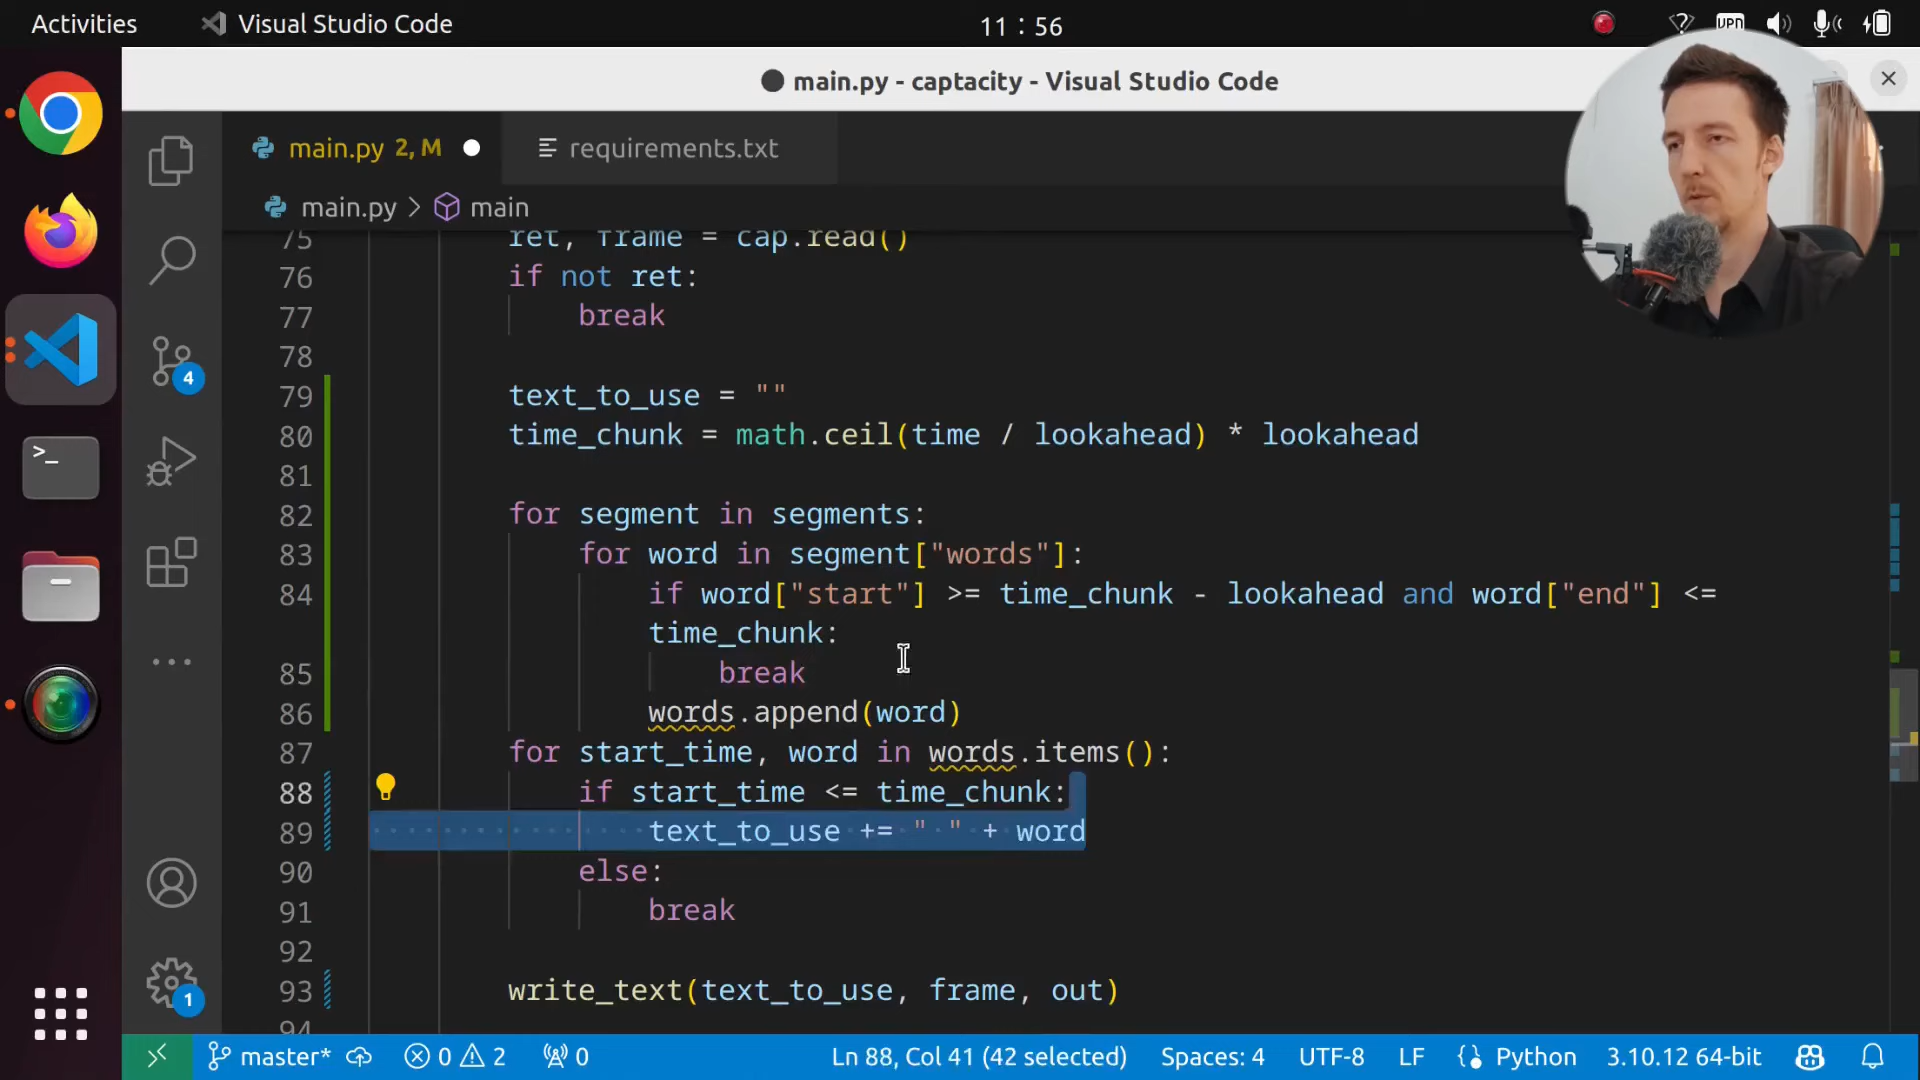 Activities
Visual Studio Code
11 : 56
VPN
main.py - captacity - Visual Studio Code
main.py 2, M
requirements.txt
main.py > main
75 ret, frame = cap.read()
76 if not ret:
77 break
78
79 text_to_use = ""
80 time_chunk = math.ceil(time / lookahead) * lookahead
81
82 for segment in segments:
83 for word in segment["words"]:
84 if word["start"] >= time_chunk - lookahead and word["end"] <=
time_chunk:
85 break
86 words.append(word)
87 for start_time, word in words.items():
88 if start_time <= time_chunk:
89 text_to_use += " " + word
90 else:
91 break
92
93 write_text(text_to_use, frame, out)
94
4
1
master*
0 2
0
Ln 88, Col 41 (42 selected)
Spaces: 4
UTF-8
LF
Python
3.10.12 64-bit